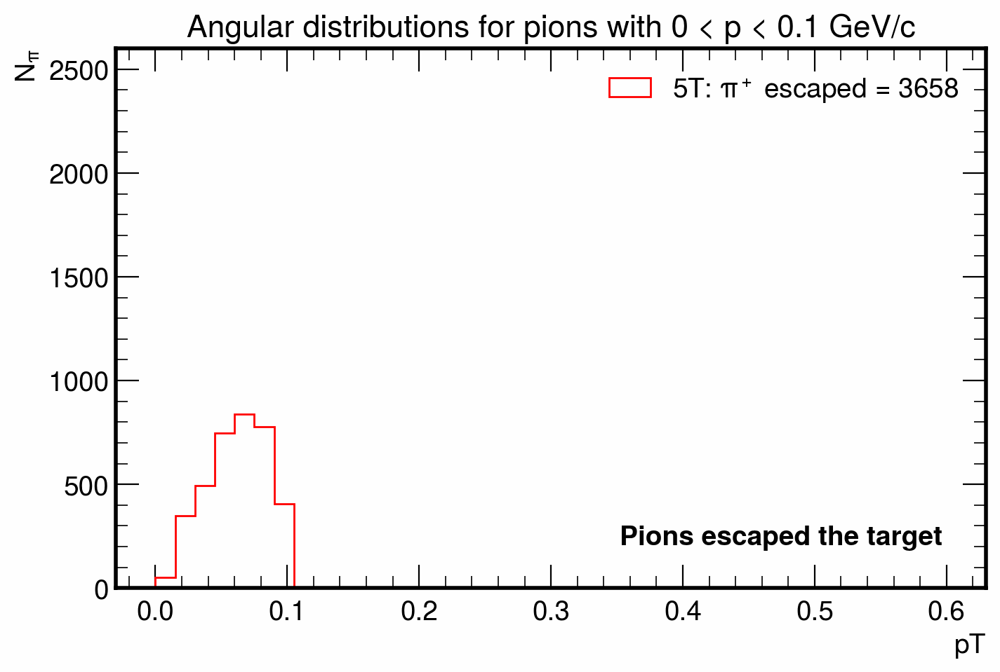 Angular distributions for pions with 0 < p < 0.1 GeV/c
Nπ
2500
2000
1500
1000
500
0
5T: π⁺ escaped = 3658
Pions escaped the target
0.0 0.1 0.2 0.3 0.4 0.5 0.6
pT